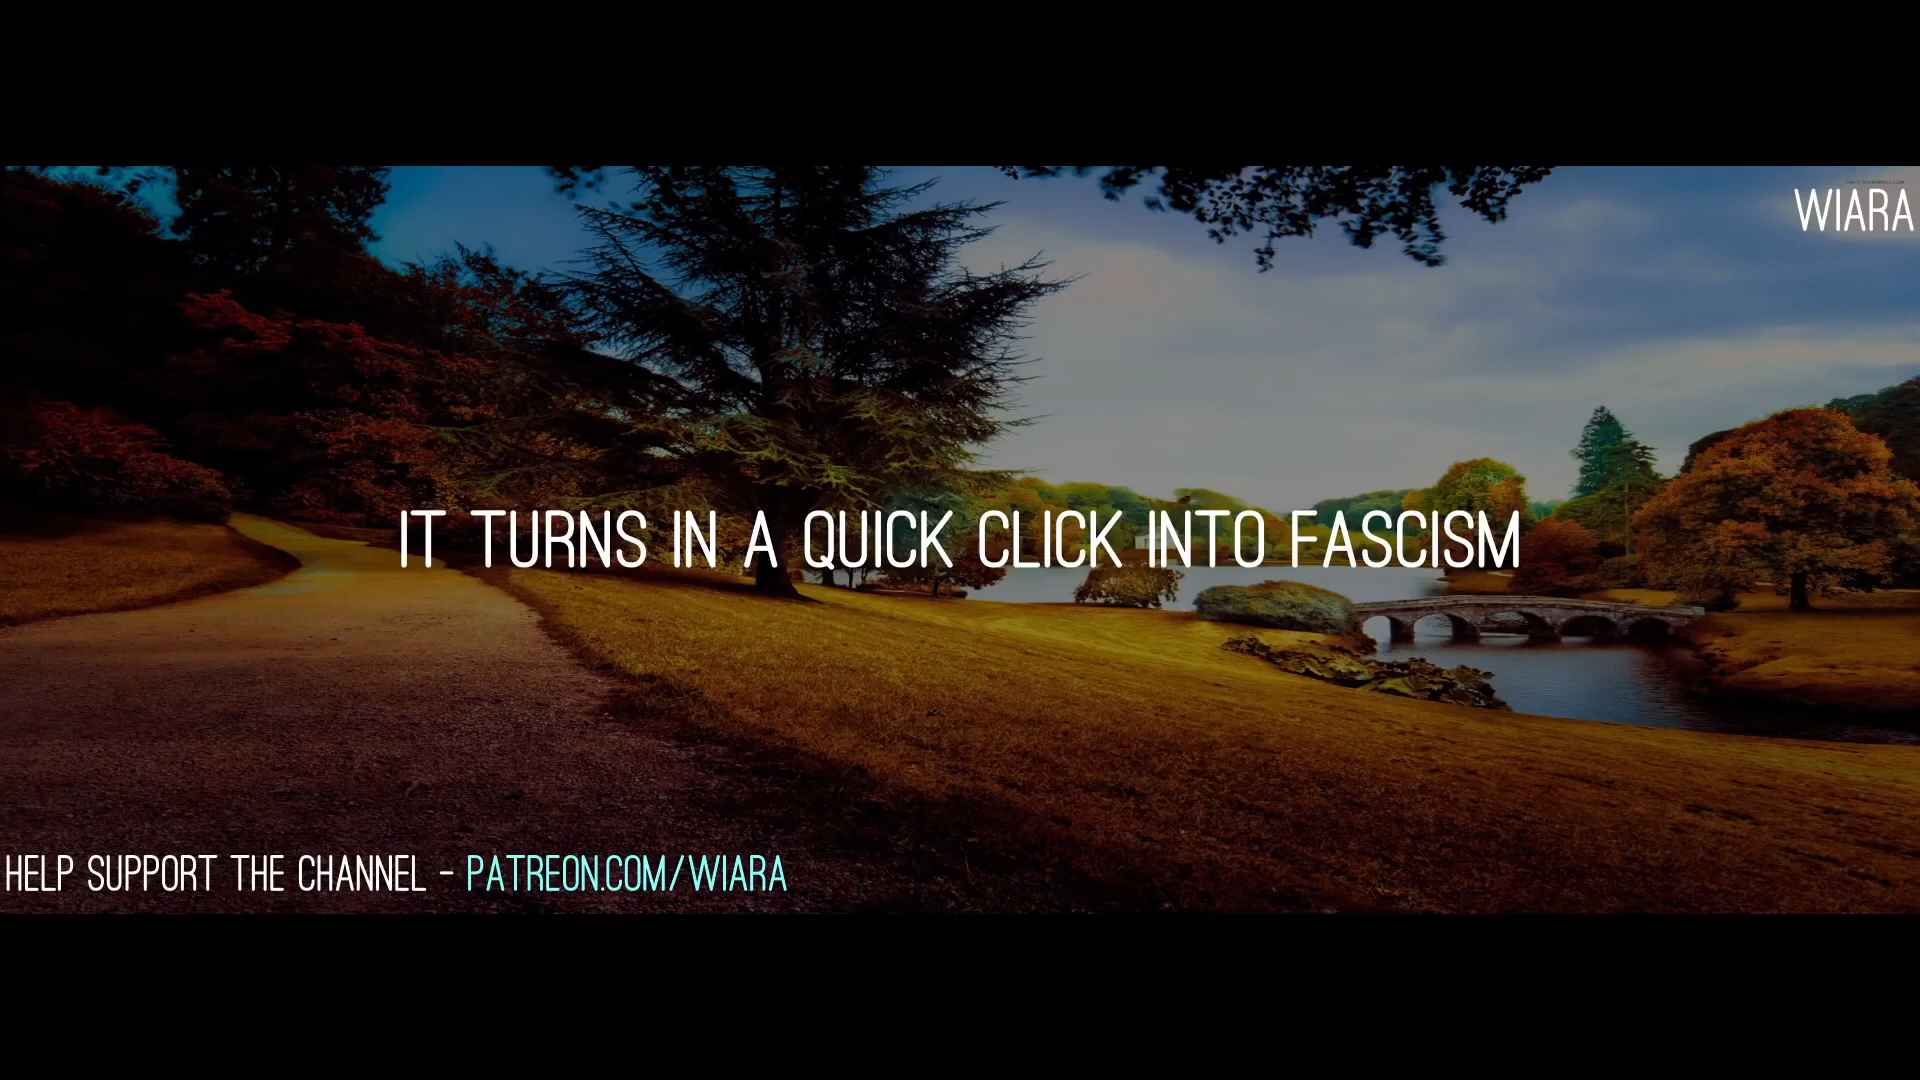 WIARA
IT TURNS IN A QUICK CLICK INTO FASCISM
HELP SUPPORT THE CHANNEL - PATREON.COM/WIARA